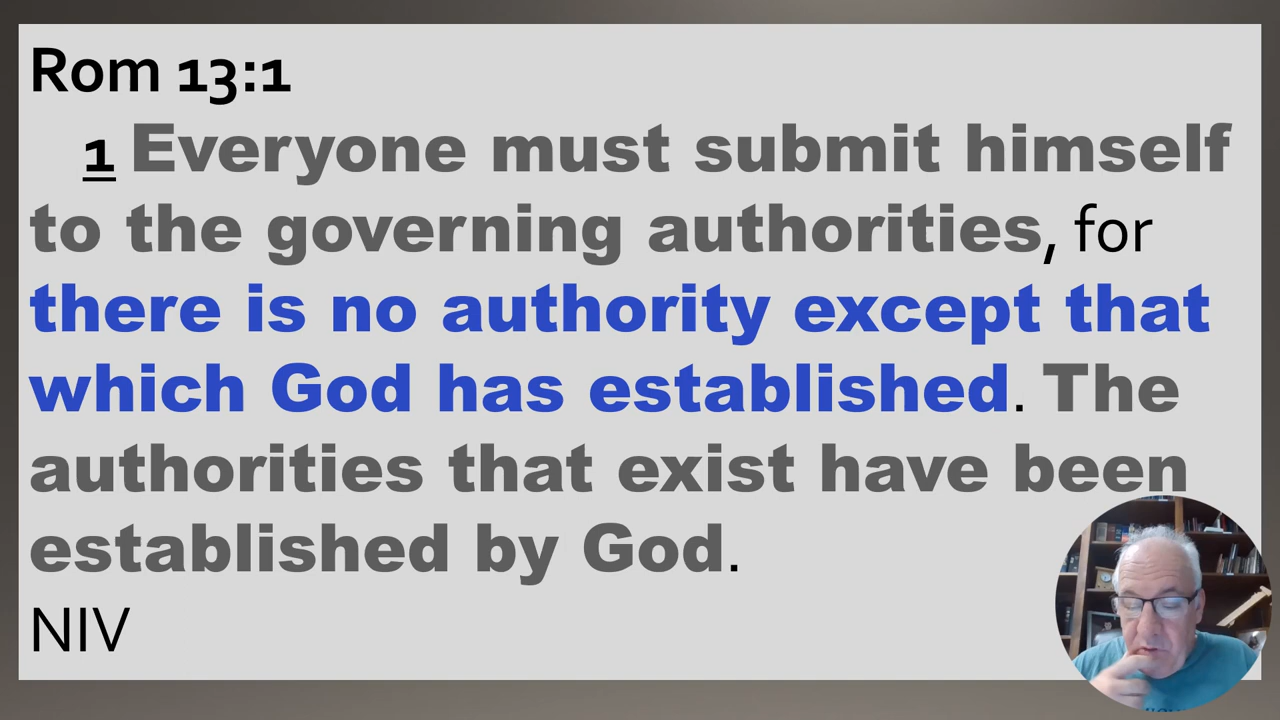 Rom 13:1
1 Everyone must submit himself
to the governing authorities, for
there is no authority except that
which God has established. The
authorities that exist have been
established by God.
NIV